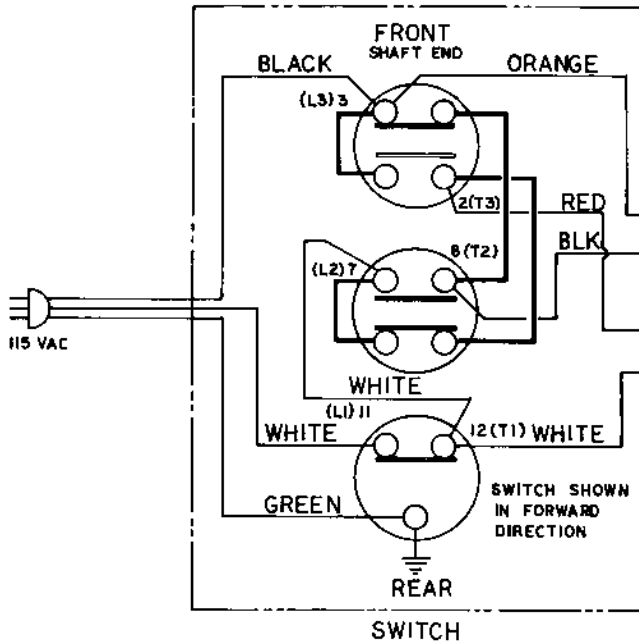 FRONT
SHAFT END
BLACK
ORANGE
(L3) 3
2(T3)
RED
8(T2)
BLK
(L2) 7
115 VAC
WHITE
(L1) 11
WHITE
12(T1) WHITE
GREEN
SWITCH SHOWN
IN FORWARD
DIRECTION
REAR
SWITCH